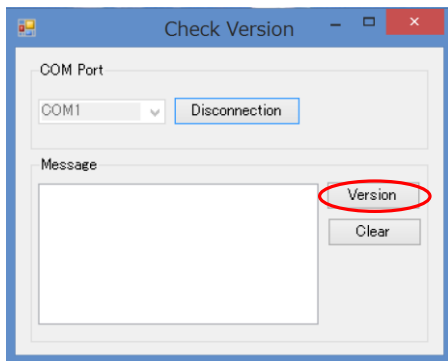 Check Version
COM Port
COM1
Disconnection
Message
Version
Clear